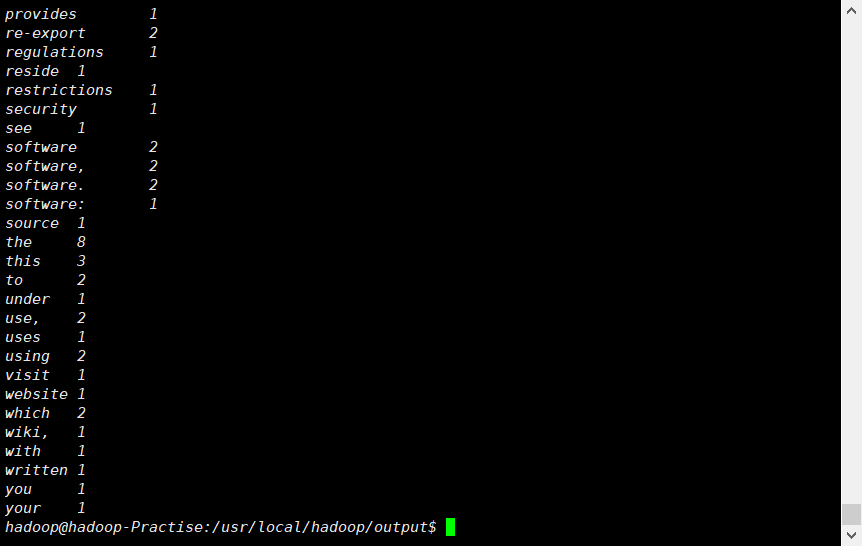 provides 1
re-export 2
regulations 1
reside 1
restrictions 1
security 1
see 1
software 2
software, 2
software. 2
software: 1
source 1
the 8
this 3
to 2
under 1
use, 2
uses 1
using 2
visit 1
website 1
which 2
wiki, 1
with 1
written 1
you 1
your 1
hadoop@hadoop-Practise:/usr/local/hadoop/output$